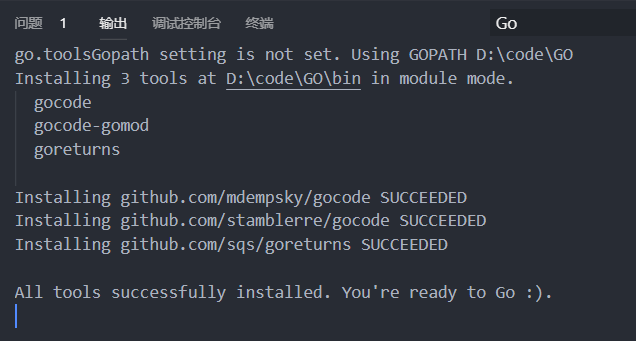 问题 1 输出 调试控制台 终端 Go
go.toolsGopath setting is not set. Using GOPATH D:\code\GO
Installing 3 tools at D:\code\GO\bin in module mode.
gocode
gocode-gomod
goreturns
Installing github.com/mdempsky/gocode SUCCEEDED
Installing github.com/stamblerre/gocode SUCCEEDED
Installing github.com/sqs/goreturns SUCCEEDED
All tools successfully installed. You're ready to Go :).